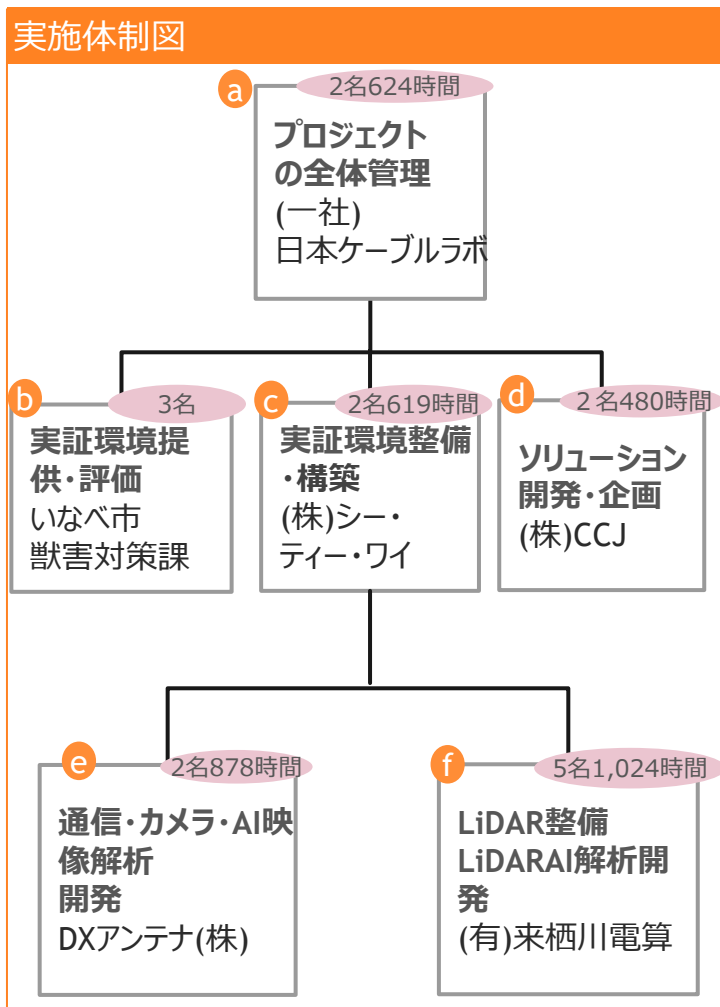 実施体制図
a
2名624時間
プロジェクト
の全体管理
(一社)
日本ケーブルラボ
b
3名
実証環境提
供・評価
いなべ市
獣害対策課
c
2名619時間
実証環境整備
・構築
(株)シー・
ティー・ワイ
d
2名480時間
ソリューション
開発・企画
(株)CCJ
e
2名878時間
通信・カメラ・AI映
像解析
開発
DXアンテナ(株)
f
5名1,024時間
LiDAR整備
LiDARAI解析開
発
(有)来栖川電算